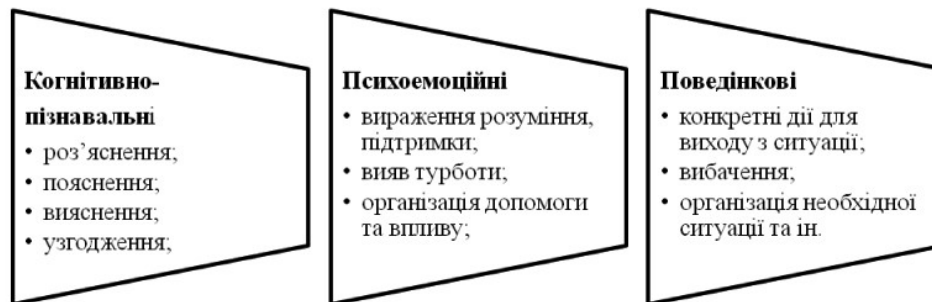 Когнітивно-
пізнавальні
• роз’яснення;
• пояснення;
• вияснення;
• узгодження;
Психоемоційні
• вираження розуміння,
підтримки;
• вияв турботи;
• організація допомоги
та впливу;
Поведінкові
• конкретні дії для
виходу з ситуації;
• вибачення;
• організація необхідної
ситуації та ін.